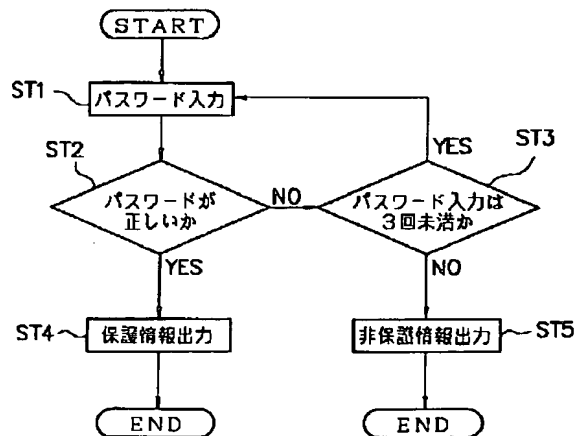 START
ST1
パスワード入力
ST2
YES
ST3
パスワードが
正しいか
NO
パスワード入力は
3回未満か
YES
NO
ST4
保護情報出力
非保護情報出力
ST5
END
END